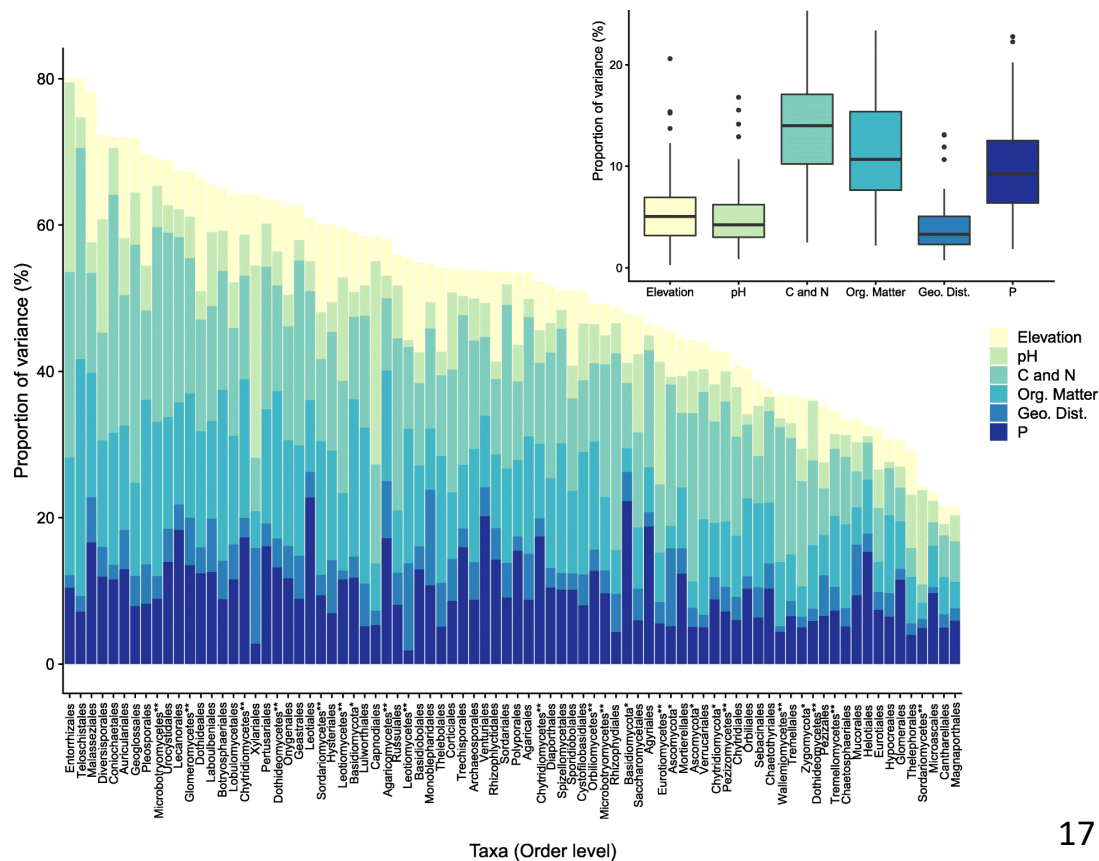 Proportion of variance (%)
20
10
0
Elevation
pH
C and N
Org. Matter
Geo. Dist.
P
Proportion of variance (%)
80
60
40
20
0
Elevation
pH
C and N
Org. Matter
Geo. Dist.
P
Entorrhizales
Teloschistales
Malasseziales
Diversisporales
Coniochaetales
Auriculariales
Geoglossales
Pleosporales
Microbotryomycetes**
Urocystidales
Lecanorales
Glomeromycetes**
Dothideales
Laboulbeniales
Botryosphaeriales
Lobulomycetales
Chytridiomycetes**
Xylariales
Pertusariales
Dothideomycetes**
Onygenales
Geastrales
Leotiales
Sordariomycetes**
Hysteriales
Leotiomycetes**
Basidiomycota*
Lulworthiales
Capnodiales
Agaricomycetes**
Russulales
Leotiomycetes**
Basidiobolales
Monoblepharidales
Thelebolales
Corticiales
Trechisporales
Archaeosporales
Venturiales
Rhizophlyctidales
Sordariales
Polyporales
Agaricales
Chytridiomycetes**
Diaporthales
Spizellomycetales
Sporidiobolales
Cystofilobasidiales
Orbiliomycetes**
Microbotryomycetes**
Rhizophydiales
Basidiomycota*
Saccharomycetales
Agyriales
Eurotiomycetes**
Ascomycota*
Mortierellales
Ascomycota*
Verrucariales
Chytridiomycota*
Pezizomycetes**
Chytridiales
Orbiliales
Sebacinales
Chaetothyriales
Wallemiomycetes**
Tremellales
Zygomycota*
Dothideomycetes**
Pezizales
Tremellomycetes**
Chaetosphaeriales
Mucorales
Helotiales
Eurotiales
Hypocreales
Glomerales
Thelephorales
Sordariomycetes**
Microascales
Cantharellales
Magnaporthales
Taxa (Order level)
17